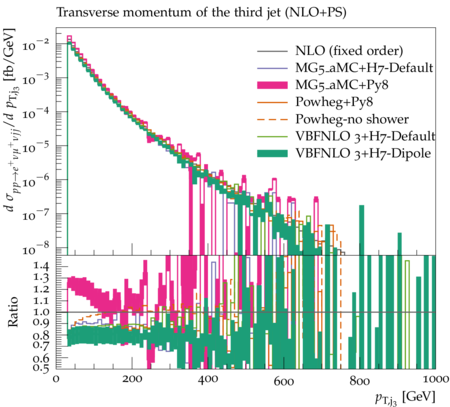 Transverse momentum of the third jet (NLO+PS)
d σpp→e⁺νμ⁺νjj/d pT,j₃ [fb/GeV]
10⁻²
10⁻³
10⁻⁴
10⁻⁵
10⁻⁶
10⁻⁷
10⁻⁸
NLO (fixed order)
MG5_aMC+H7-Default
MG5_aMC+Py8
Powheg+Py8
Powheg-no shower
VBFNLO 3+H7-Default
VBFNLO 3+H7-Dipole
Ratio
1.4
1.3
1.2
1.1
1.0
0.9
0.8
0.7
0.6
0.5
0 200 400 600 800 1000
pT,j₃ [GeV]